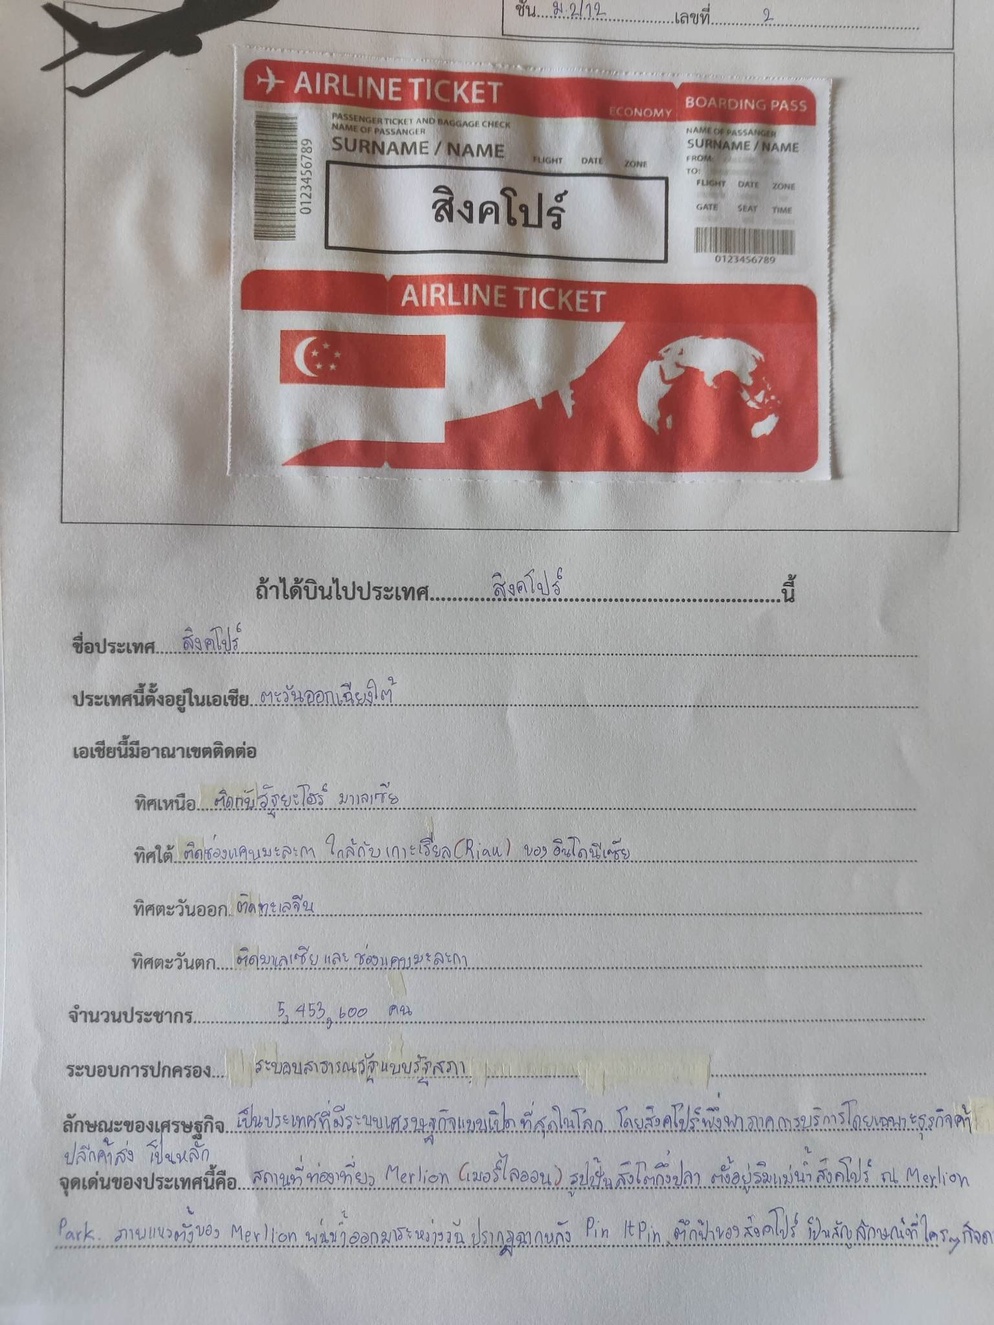 ชั้น ม.2/12 เลขที่ 2
AIRLINE TICKET
ECONOMY
BOARDING PASS
PASSENGER TICKET AND BAGGAGE CHECK
NAME OF PASSANGER
SURNAME / NAME
FLIGHT DATE ZONE
0123456789
สิงคโปร์
NAME OF PASSANGER
SURNAME / NAME
FROM:
TO:
FLIGHT DATE ZONE
GATE SEAT TIME
0123456789
AIRLINE TICKET
ถ้าได้บินไปประเทศ สิงคโปร์ นี้
ชื่อประเทศ สิงคโปร์
ประเทศนี้ตั้งอยู่ในเอเชีย ตะวันออกเฉียงใต้
เอเชียนี้มีอาณาเขตติดต่อ
ทิศเหนือ ติดกับรัฐยะโฮร์ มาเลเซีย
ทิศใต้ ติดช่องแคบมะละกา ใกล้กับ เกาะเรียล (Riau) ของ อินโดนีเซีย
ทิศตะวันออก ติดทะเลจีน
ทิศตะวันตก ติดมาเลเซีย และ ช่องแคบมะละกา
จำนวนประชากร 5,453,600 คน
ระบบการปกครอง ระบอบสาธารณรัฐแบบรัฐสภา
ลักษณะของเศรษฐกิจ เป็นประเทศที่มีระบบเศรษฐกิจแบบเปิดที่สุดในโลก โดยสิงคโปร์พึ่งพาภาคการบริการโดยเฉพาะธุรกิจค้า
ปลีกค้าส่ง เป็นหลัก
จุดเด่นของประเทศนี้คือ สถานที่ท่องเที่ยว Merlion (เมอร์ไลออน) รูปปั้นสิงโตกึ่งปลา ตั้งอยู่ริมแม่น้ำสิงคโปร์ ณ Merlion
Park. ภาพแนวตั้งของ Merlion พ่นน้ำออกมาระหว่างวัน ปรากฏฉากหลัง Pin ItPin ตึกฟ้าของสิงคโปร์ เป็นสัญลักษณ์ที่ใครๆ